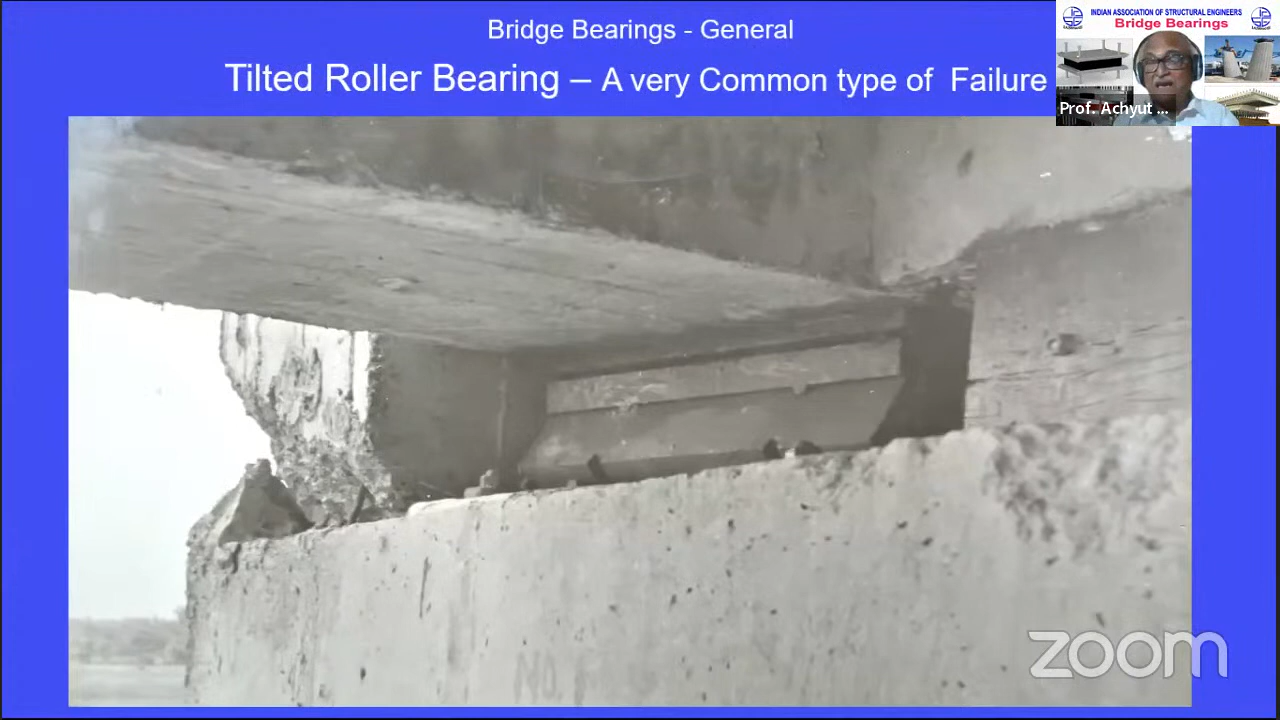 Bridge Bearings - General
Tilted Roller Bearing – A very Common type of Failure
INDIAN ASSOCIATION OF STRUCTURAL ENGINEERS
Bridge Bearings
Prof. Achyut ...
NO.
zoom